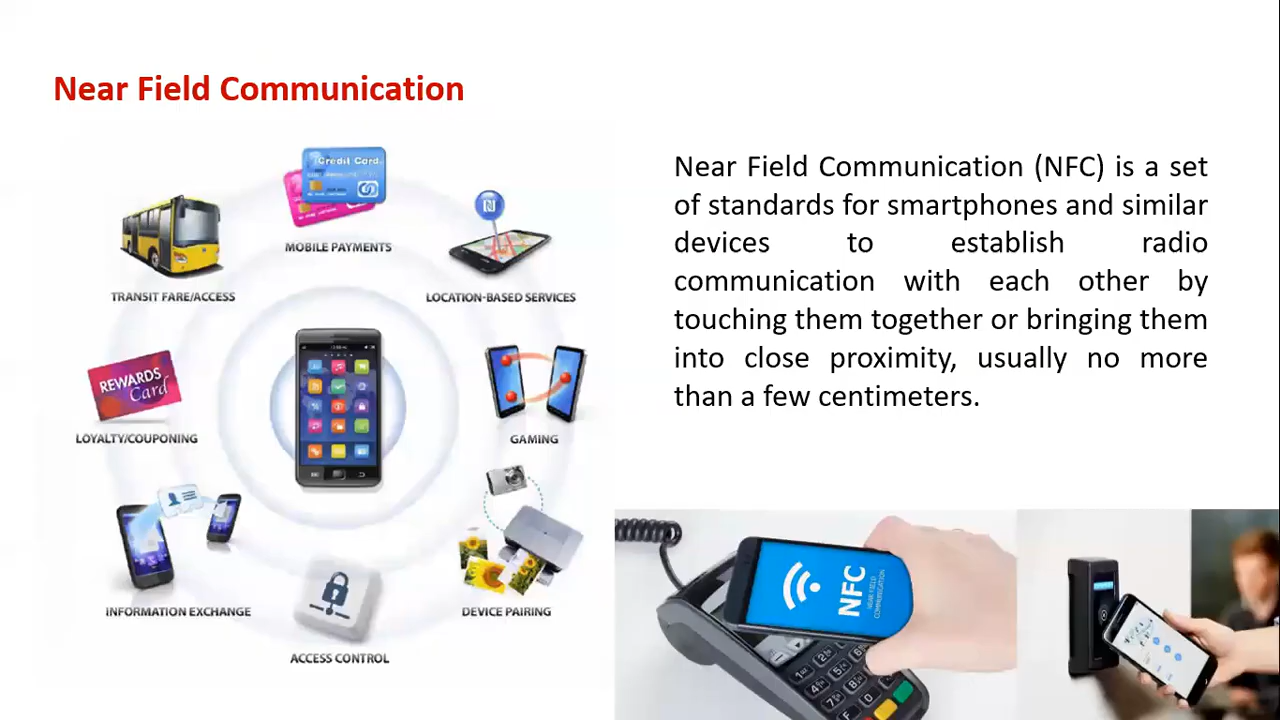 Near Field Communication
Credit Card
MOBILE PAYMENTS
TRANSIT FARE/ACCESS
LOCATION-BASED SERVICES
REWARDS
Card
LOYALTY/COUPONING
GAMING
INFORMATION EXCHANGE
DEVICE PAIRING
ACCESS CONTROL
Near Field Communication (NFC) is a set
of standards for smartphones and similar
devices to establish radio
communication with each other by
touching them together or bringing them
into close proximity, usually no more
than a few centimeters.
NFC
NEAR FIELD
COMMUNICATION